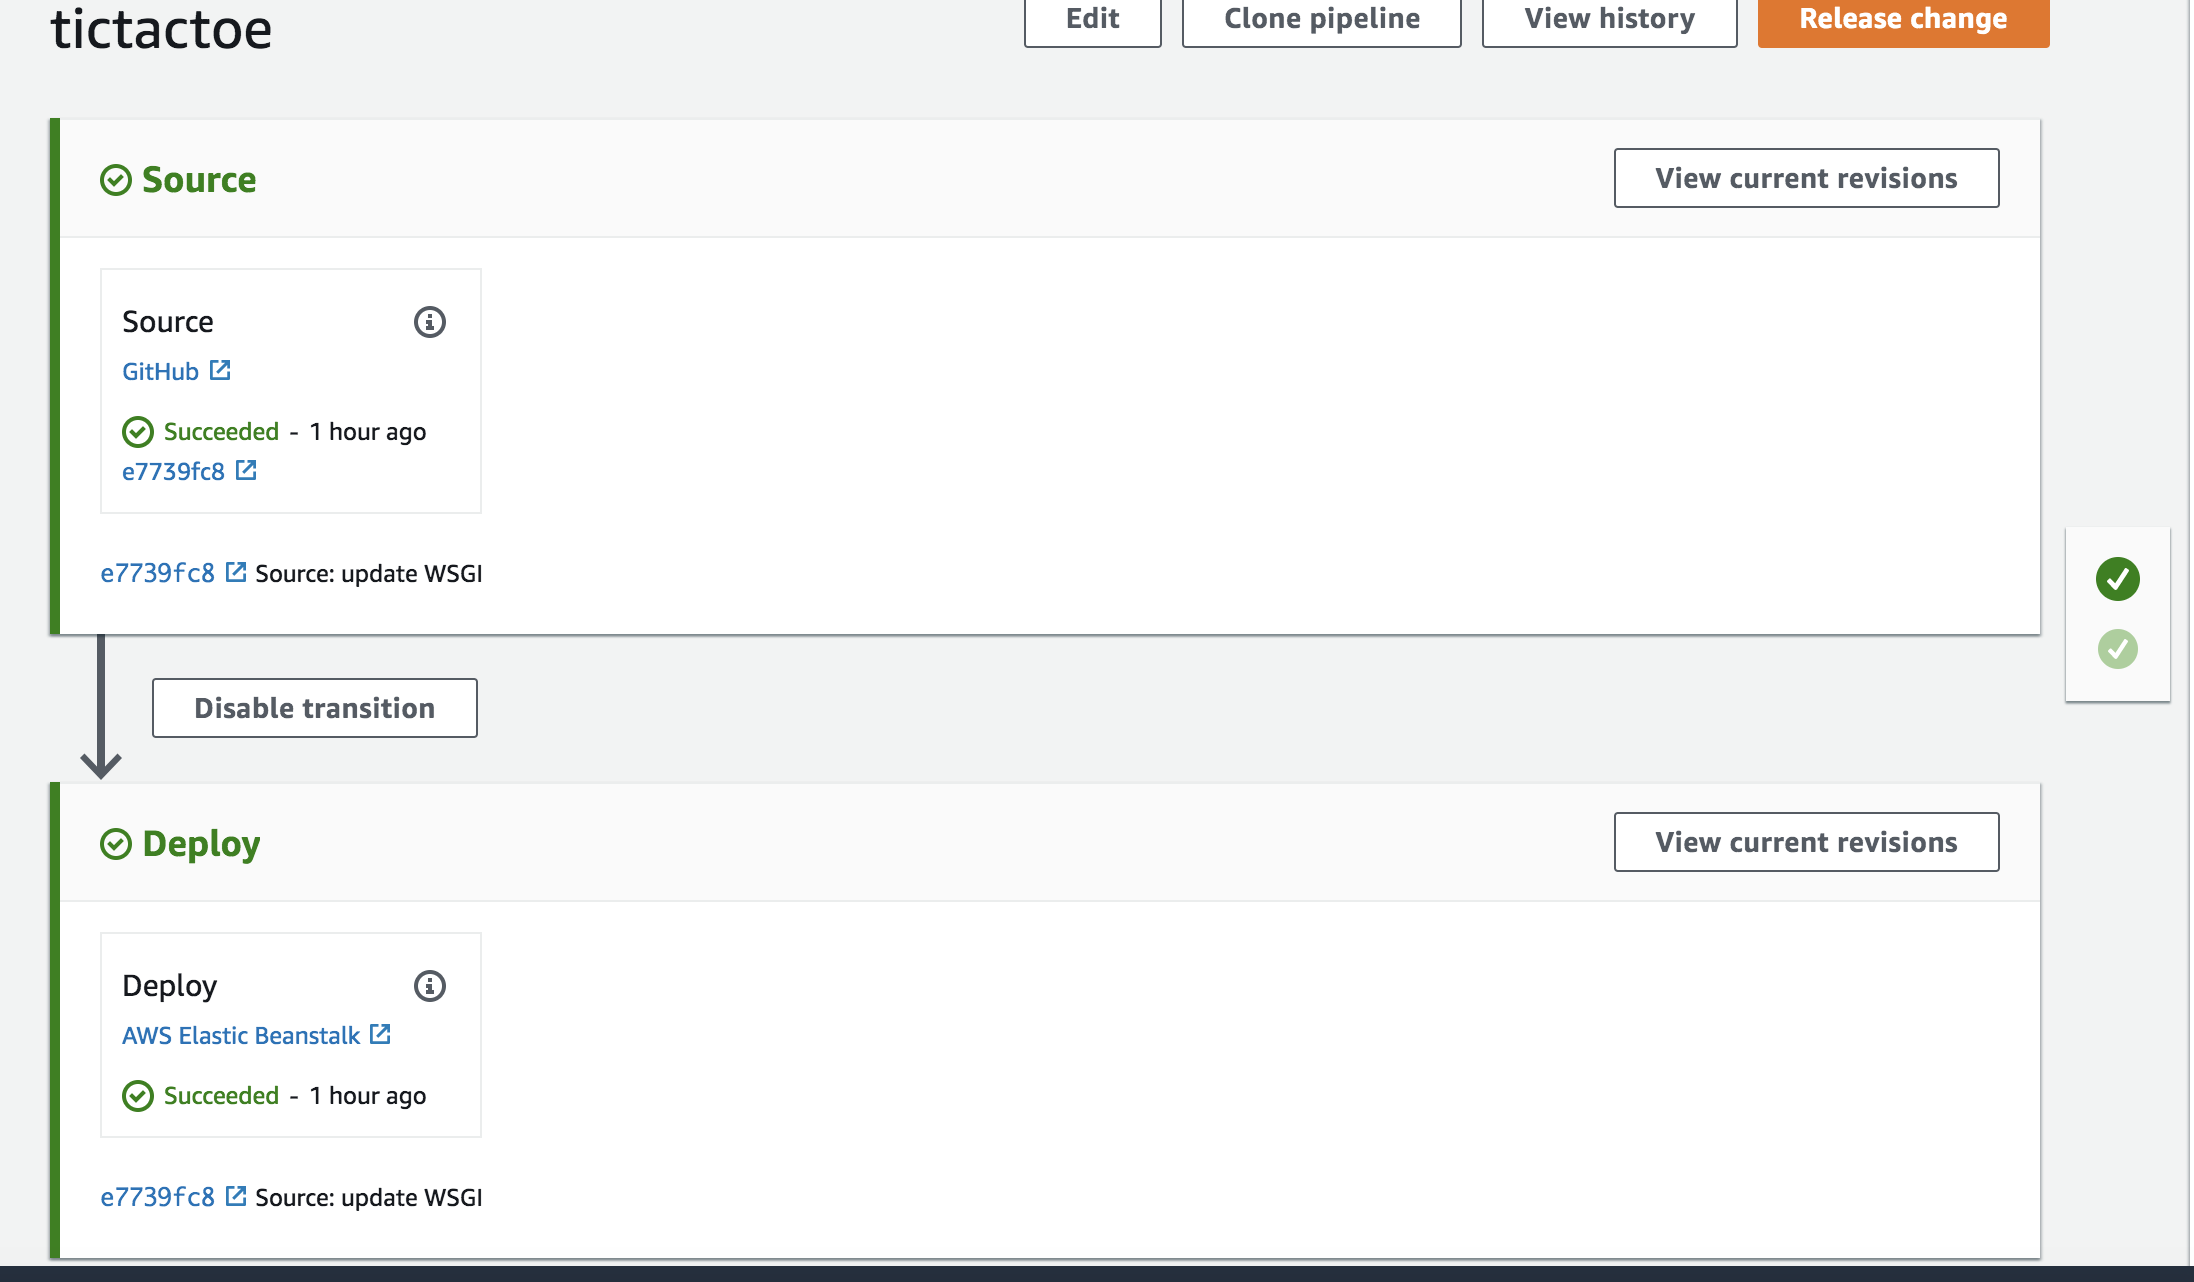 tictactoe
Edit
Clone pipeline
View history
Release change
Source
View current revisions
Source
GitHub
Succeeded - 1 hour ago
e7739fc8
e7739fc8 Source: update WSGI
Disable transition
Deploy
View current revisions
Deploy
AWS Elastic Beanstalk
Succeeded - 1 hour ago
e7739fc8 Source: update WSGI